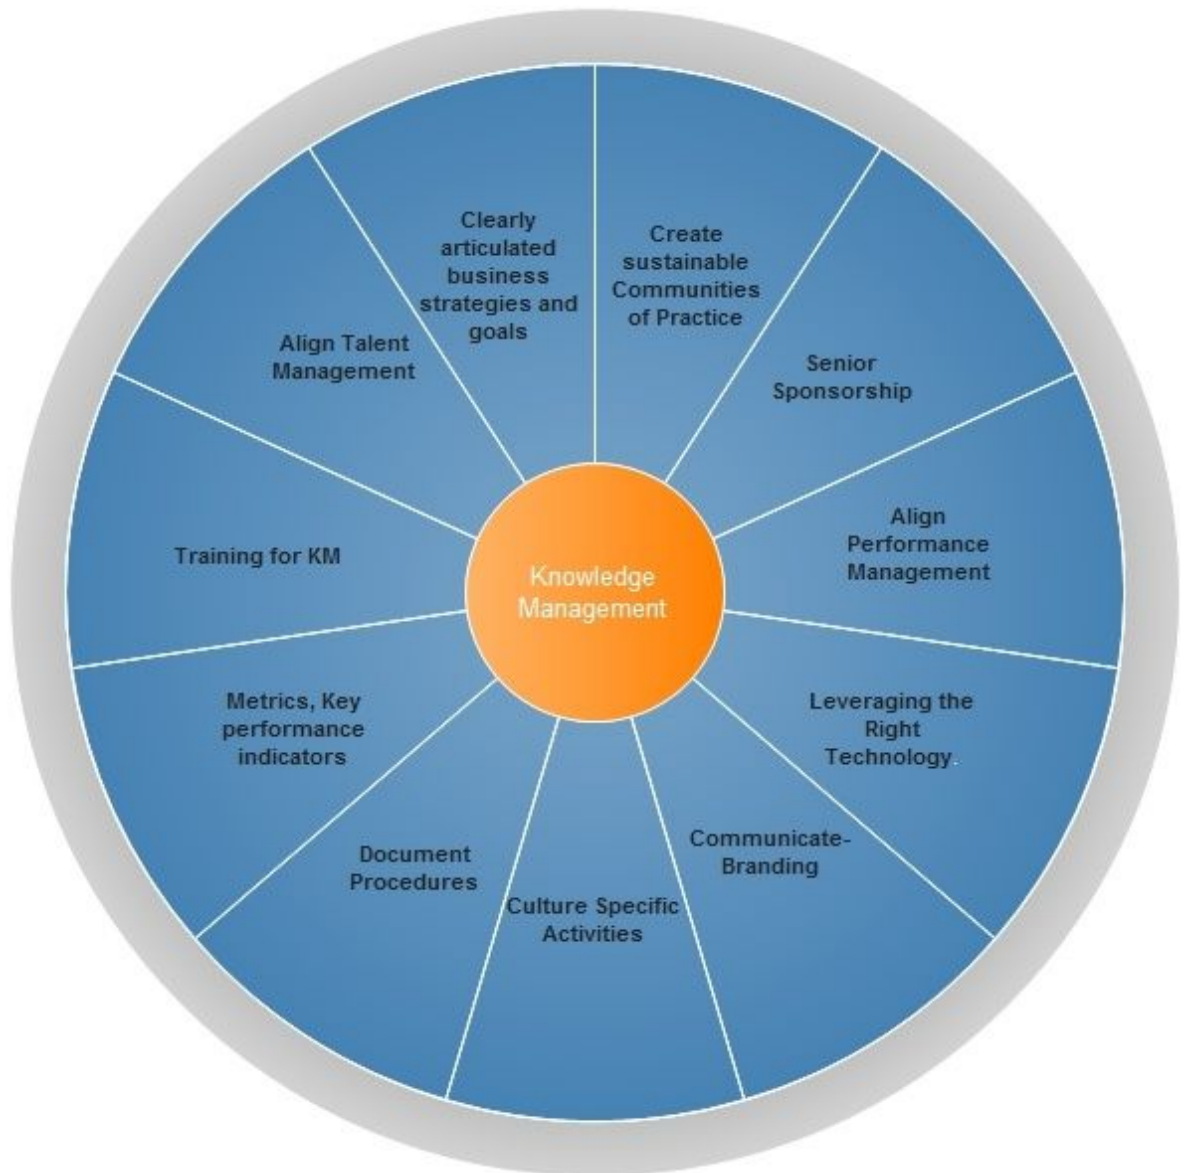 Clearly
articulated
business
strategies and
goals
Create
sustainable
Communities
of Practice
Senior
Sponsorship
Align
Performance
Management
Leveraging the
Right
Technology.
Communicate-
Branding
Culture Specific
Activities
Document
Procedures
Metrics, Key
performance
indicators
Training for KM
Align Talent
Management
Knowledge
Management